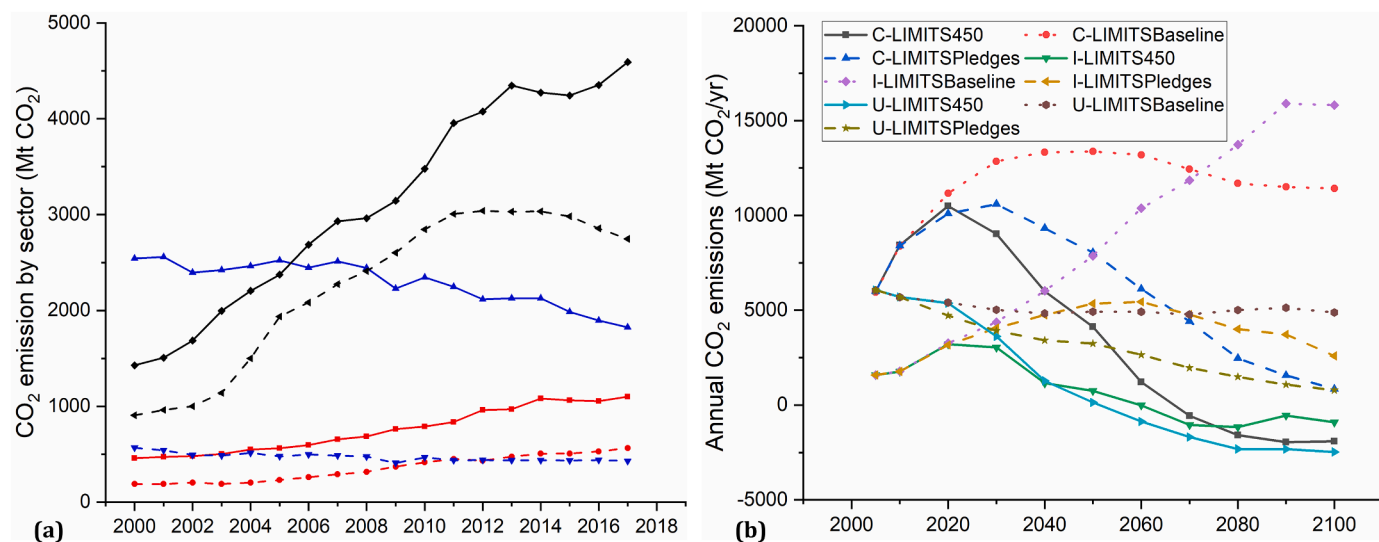 CO₂ emission by sector (Mt CO₂)
5000
4000
3000
2000
1000
0
2000 2002 2004 2006 2008 2010 2012 2014 2016 2018
(a)
Annual CO₂ emissions (Mt CO₂/yr)
20000
15000
10000
5000
0
-5000
C-LIMITS450 C-LIMITSBaseline
C-LIMITSPledges I-LIMITS450
I-LIMITSBaseline I-LIMITSPledges
U-LIMITS450 U-LIMITSBaseline
U-LIMITSPledges
2000 2020 2040 2060 2080 2100
(b)